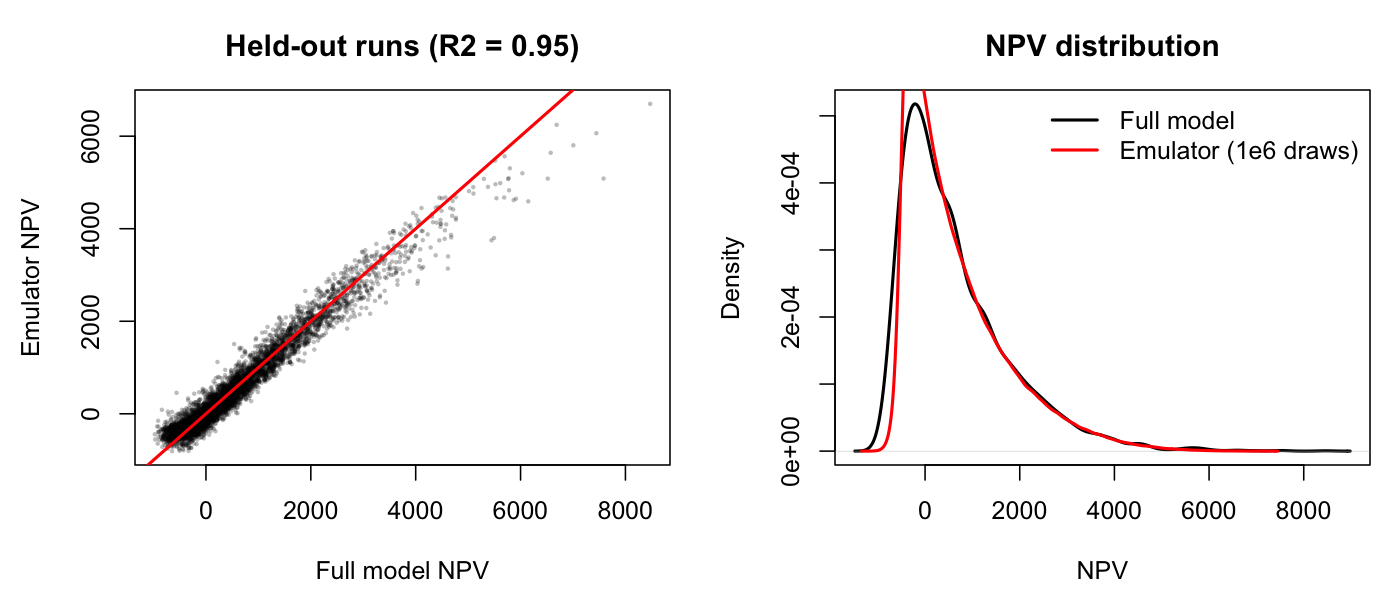 Held-out runs (R2 = 0.95)
Emulator NPV
6000
4000
2000
0
0 2000 4000 6000 8000
Full model NPV
NPV distribution
Full model
Emulator (1e6 draws)
Density
4e-04
2e-04
0e+00
0 2000 4000 6000 8000
NPV